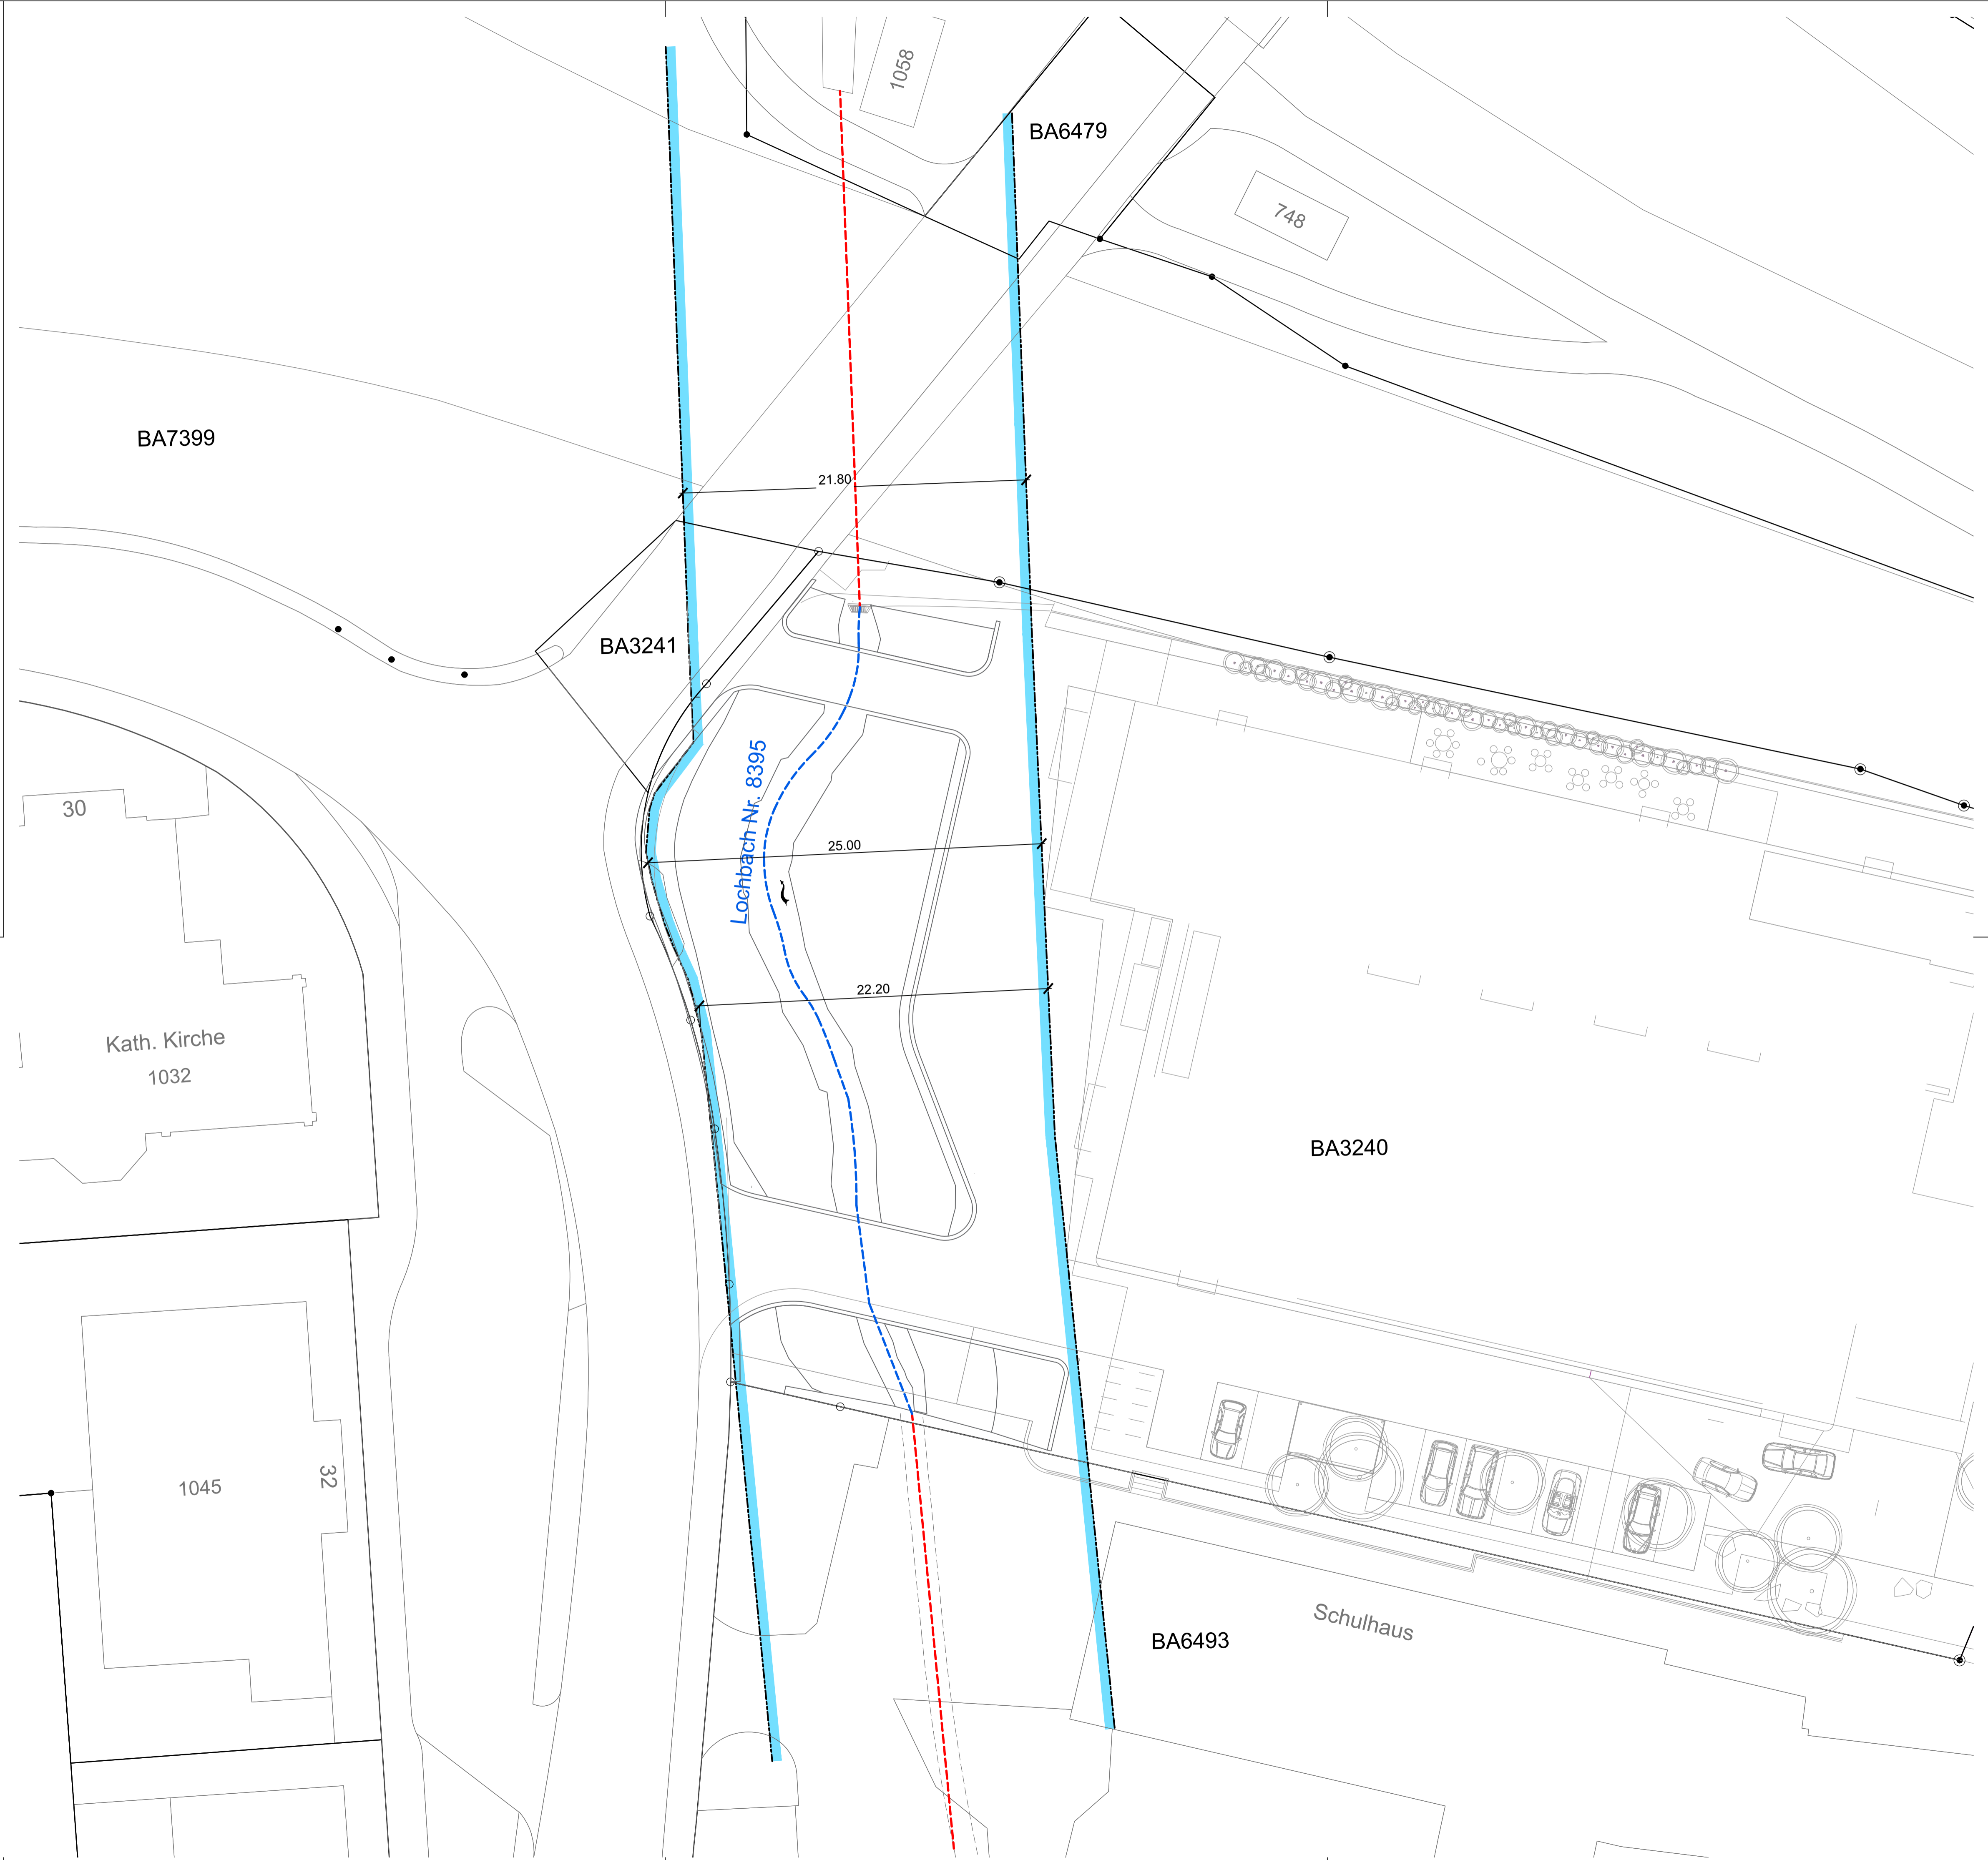 1058
BA6479
748
BA7399
21.80
BA3241
Lochbach Nr. 8395
30
25.00
22.20
Kath. Kirche
1032
BA3240
1045
32
Schulhaus
BA6493